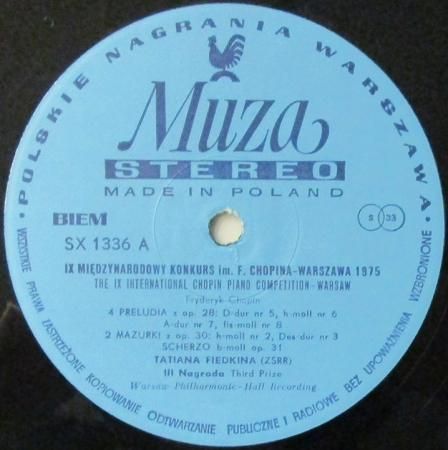 • POLSKIE NAGRANIA WARSZAWA •
Muza
STEREO
MADE IN POLAND
BIEM
S 33
SX 1336 A
IX MIĘDZYNARODOWY KONKURS im. F. CHOPINA-WARSZAWA 1975
THE IX INTERNATIONAL CHOPIN PIANO COMPETITION-WARSAW
Fryderyk Chopin
4 PRELUDIA z op. 28: D-dur nr 5, h-moll nr 6
A-dur nr 7, fis-moll nr 8
2 MAZURKI z op. 30: h-moll nr 2, Des-dur nr 3
SCHERZO b-moll op. 31
TATIANA FIEDKINA (ZSRR)
III Nagroda Third Prize
Warsaw Philharmonic-Hall Recording
WSZYSTKIE PRAWA ZASTRZEŻONE KOPIOWANIE ODTWARZANIE PUBLICZNE I RADIOWE BEZ UPOWAŻNIENIA WZBRONIONE